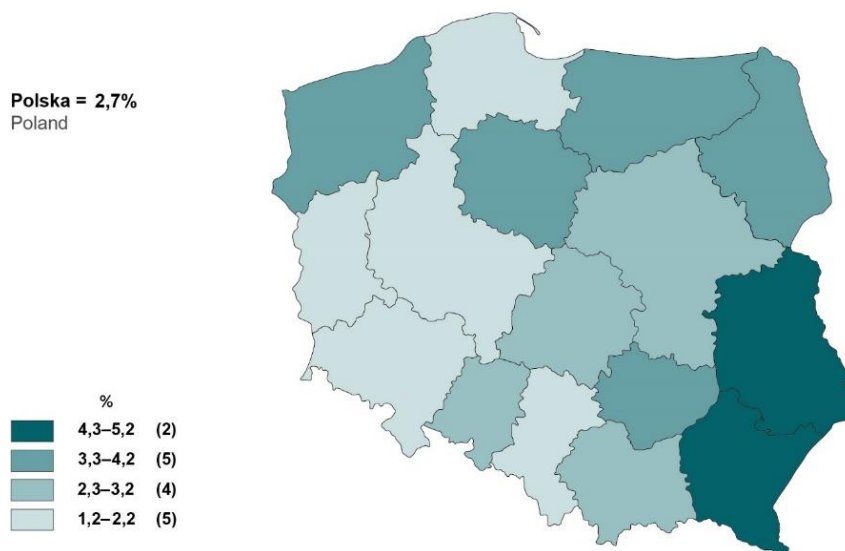 Polska = 2,7%
Poland
%
4,3–5,2 (2)
3,3–4,2 (5)
2,3–3,2 (4)
1,2–2,2 (5)